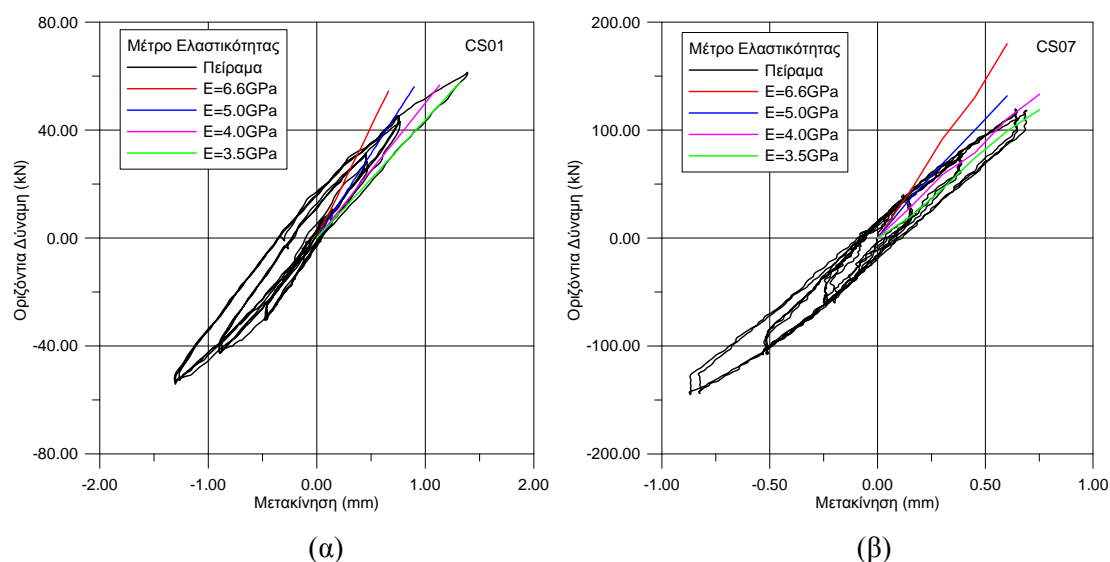 80.00
40.00
0.00
-40.00
-80.00
Οριζόντια Δύναμη (kN)
Μέτρο Ελαστικότητας
Πείραμα
E=6.6GPa
E=5.0GPa
E=4.0GPa
E=3.5GPa
CS01
-2.00 -1.00 0.00 1.00 2.00
Μετακίνηση (mm)
(α)
200.00
100.00
0.00
-100.00
-200.00
Οριζόντια Δύναμη (kN)
Μέτρο Ελαστικότητας
Πείραμα
E=6.6GPa
E=5.0GPa
E=4.0GPa
E=3.5GPa
CS07
-1.00 -0.50 0.00 0.50 1.00
Μετακίνηση (mm)
(β)